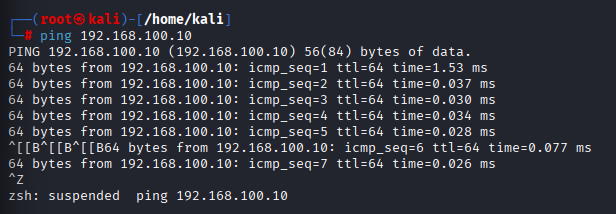 ┌──(root㉿kali)-[/home/kali]
└─# ping 192.168.100.10
PING 192.168.100.10 (192.168.100.10) 56(84) bytes of data.
64 bytes from 192.168.100.10: icmp_seq=1 ttl=64 time=1.53 ms
64 bytes from 192.168.100.10: icmp_seq=2 ttl=64 time=0.037 ms
64 bytes from 192.168.100.10: icmp_seq=3 ttl=64 time=0.030 ms
64 bytes from 192.168.100.10: icmp_seq=4 ttl=64 time=0.034 ms
64 bytes from 192.168.100.10: icmp_seq=5 ttl=64 time=0.028 ms
^[[B^[[B^[[B64 bytes from 192.168.100.10: icmp_seq=6 ttl=64 time=0.077 ms
64 bytes from 192.168.100.10: icmp_seq=7 ttl=64 time=0.026 ms
^Z
zsh: suspended  ping 192.168.100.10